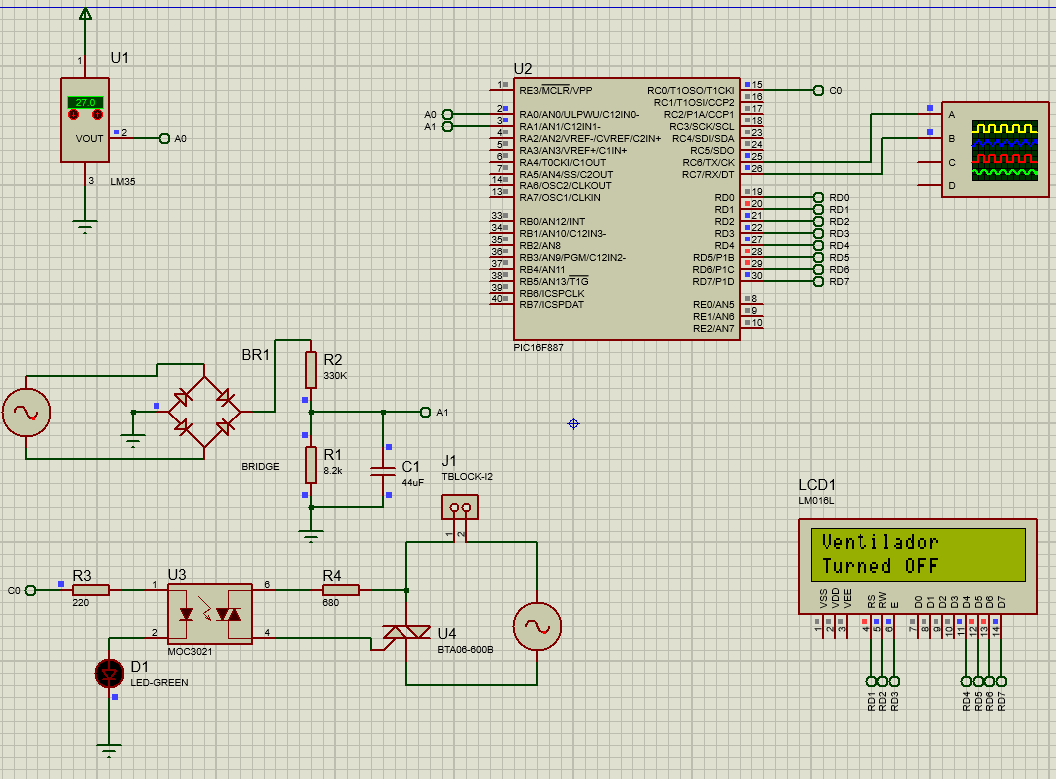 U1
1
27.0
VOUT
2
A0
3
LM35
U2
1
RE3/MCLR/VPP
RC0/T1OSO/T1CKI
15
C0
RC1/T1OSI/CCP2
16
A0
2
RA0/AN0/ULPWU/C12IN0-
RC2/P1A/CCP1
17
A1
3
RA1/AN1/C12IN1-
RC3/SCK/SCL
18
4
RA2/AN2/VREF-/CVREF/C2IN+
RC4/SDI/SDA
23
5
RA3/AN3/VREF+/C1IN+
RC5/SDO
24
6
RA4/T0CKI/C1OUT
RC6/TX/CK
25
7
RA5/AN4/SS/C2OUT
RC7/RX/DT
26
14
RA6/OSC2/CLKOUT
13
RA7/OSC1/CLKIN
RD0
19
RD0
RD1
20
RD1
33
RB0/AN12/INT
RD2
21
RD2
34
RB1/AN10/C12IN3-
RD3
22
RD3
35
RB2/AN8
RD4
27
RD4
36
RB3/AN9/PGM/C12IN2-
RD5/P1B
28
RD5
37
RB4/AN11
RD6/P1C
29
RD6
38
RB5/AN13/T1G
RD7/P1D
30
RD7
39
RB6/ICSPCLK
40
RB7/ICSPDAT
RE0/AN5
8
RE1/AN6
9
RE2/AN7
10
PIC16F887
A
B
C
D
BR1
BRIDGE
R2
330K
A1
R1
8.2k
C1
44uF
J1
TBLOCK-I2
1
2
C0
R3
220
U3
1
6
2
4
MOC3021
R4
680
U4
BTA06-600B
D1
LED-GREEN
LCD1
LM016L
Ventilador
Turned OFF
VSS
VDD
VEE
RS
RW
E
D0
D1
D2
D3
D4
D5
D6
D7
1
2
3
4
5
6
7
8
9
10
11
12
13
14
RD1
RD2
RD3
RD4
RD5
RD6
RD7